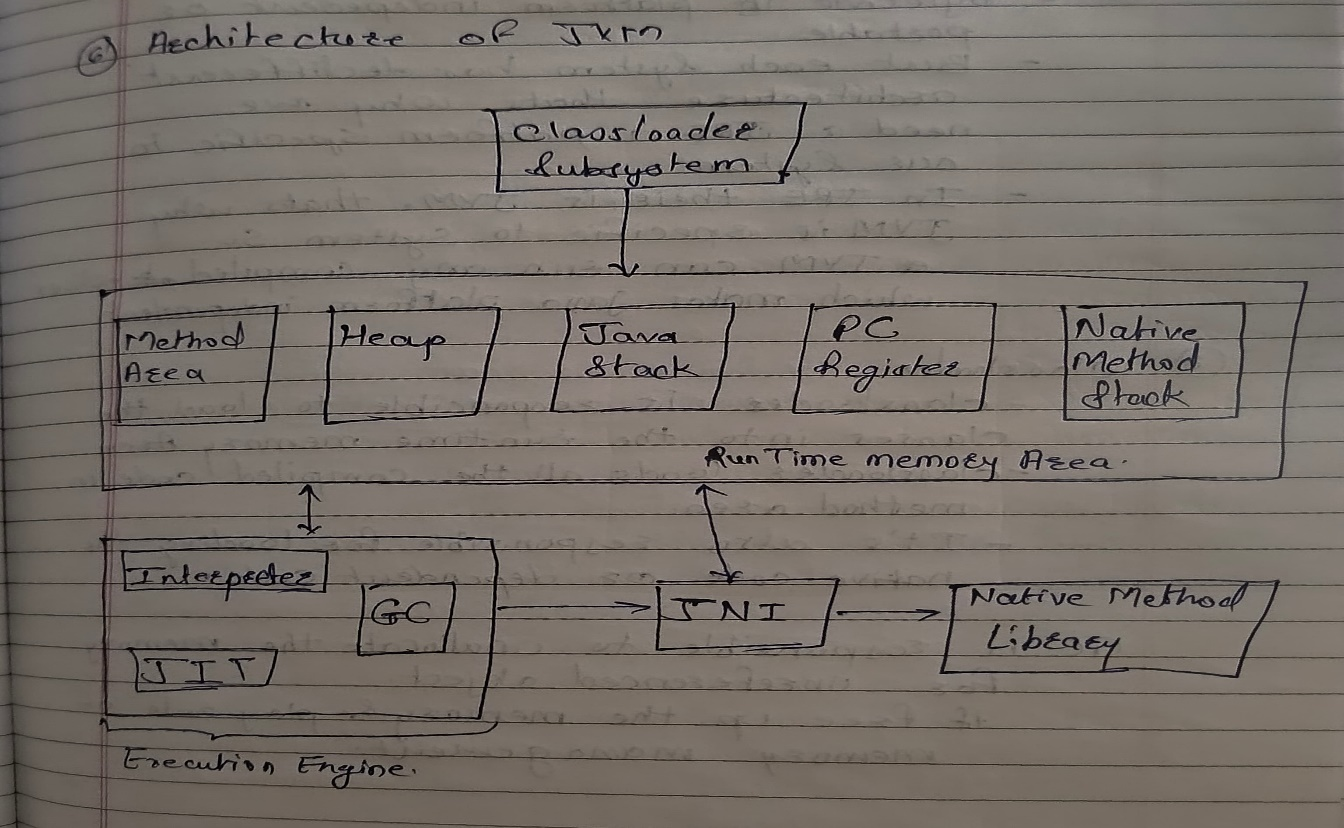 6 Architecture of JVM
Classloader
Subsystem
Method
Area
Heap
Java
Stack
PC
Register
Native
Method
Stack
RunTime memory Area.
Interpreter
GC
JIT
JNI
Native Method
Library
Execution Engine.